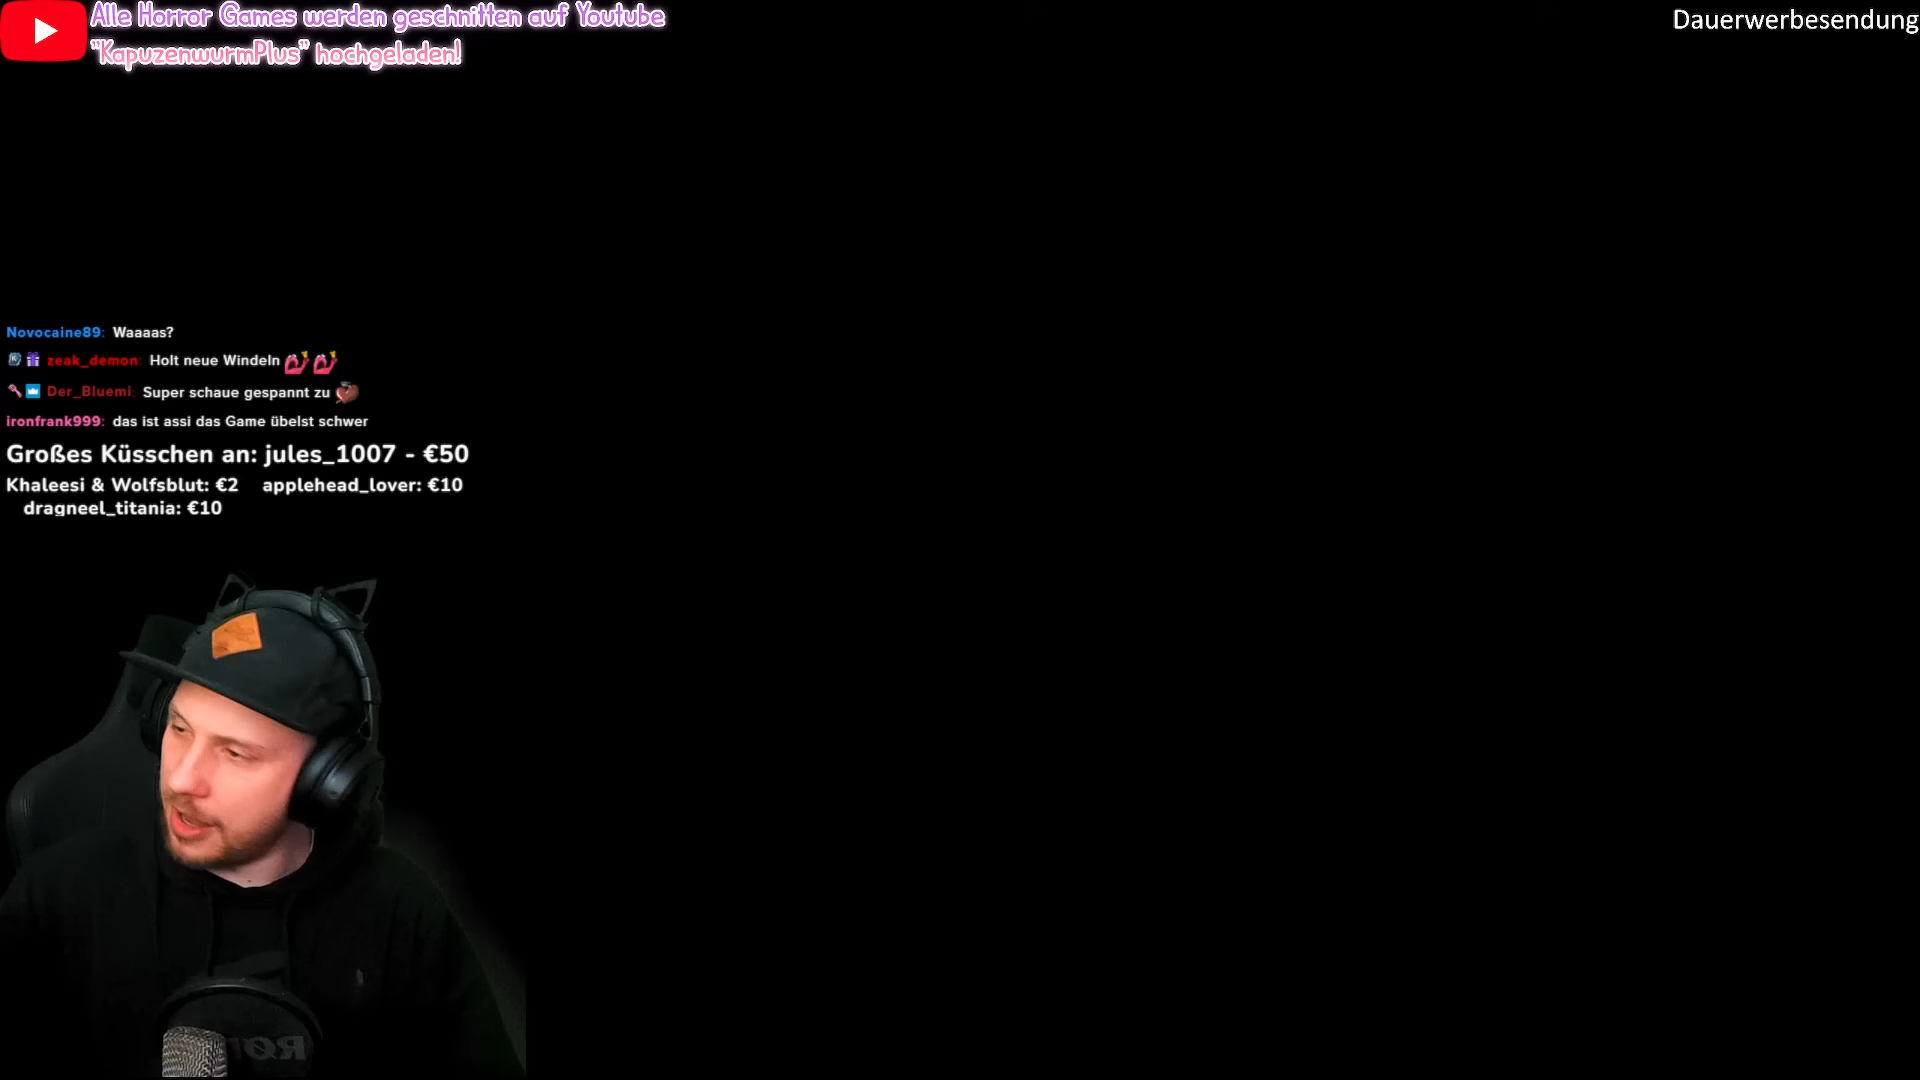 Alle Horror Games werden geschnitten auf Youtube
"KapuzenwurmPlus" hochgeladen!
Dauerwerbesendung
Novocaine89: Waaaas?
zeak_demon: Holt neue Windeln
Der_Bluemi: Super schaue gespannt zu
ironfrank999: das ist assi das Game übelst schwer
Großes Küsschen an: jules_1007 - €50
Khaleesi & Wolfsblut: €2 applehead_lover: €10
dragneel_titania: €10